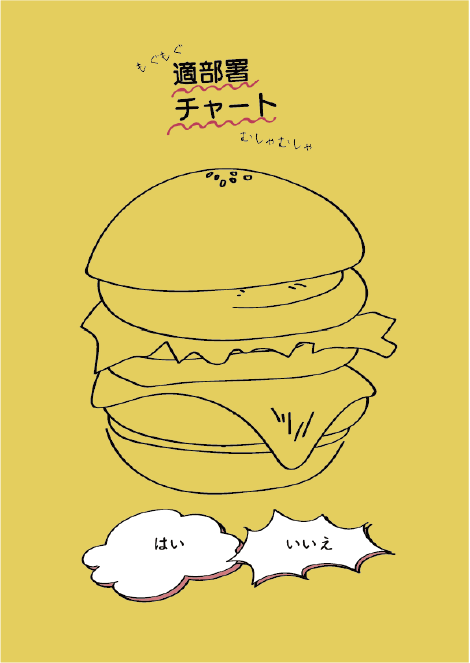 もぐもぐ
適部署
チャート
むしゃむしゃ
はい
いいえ